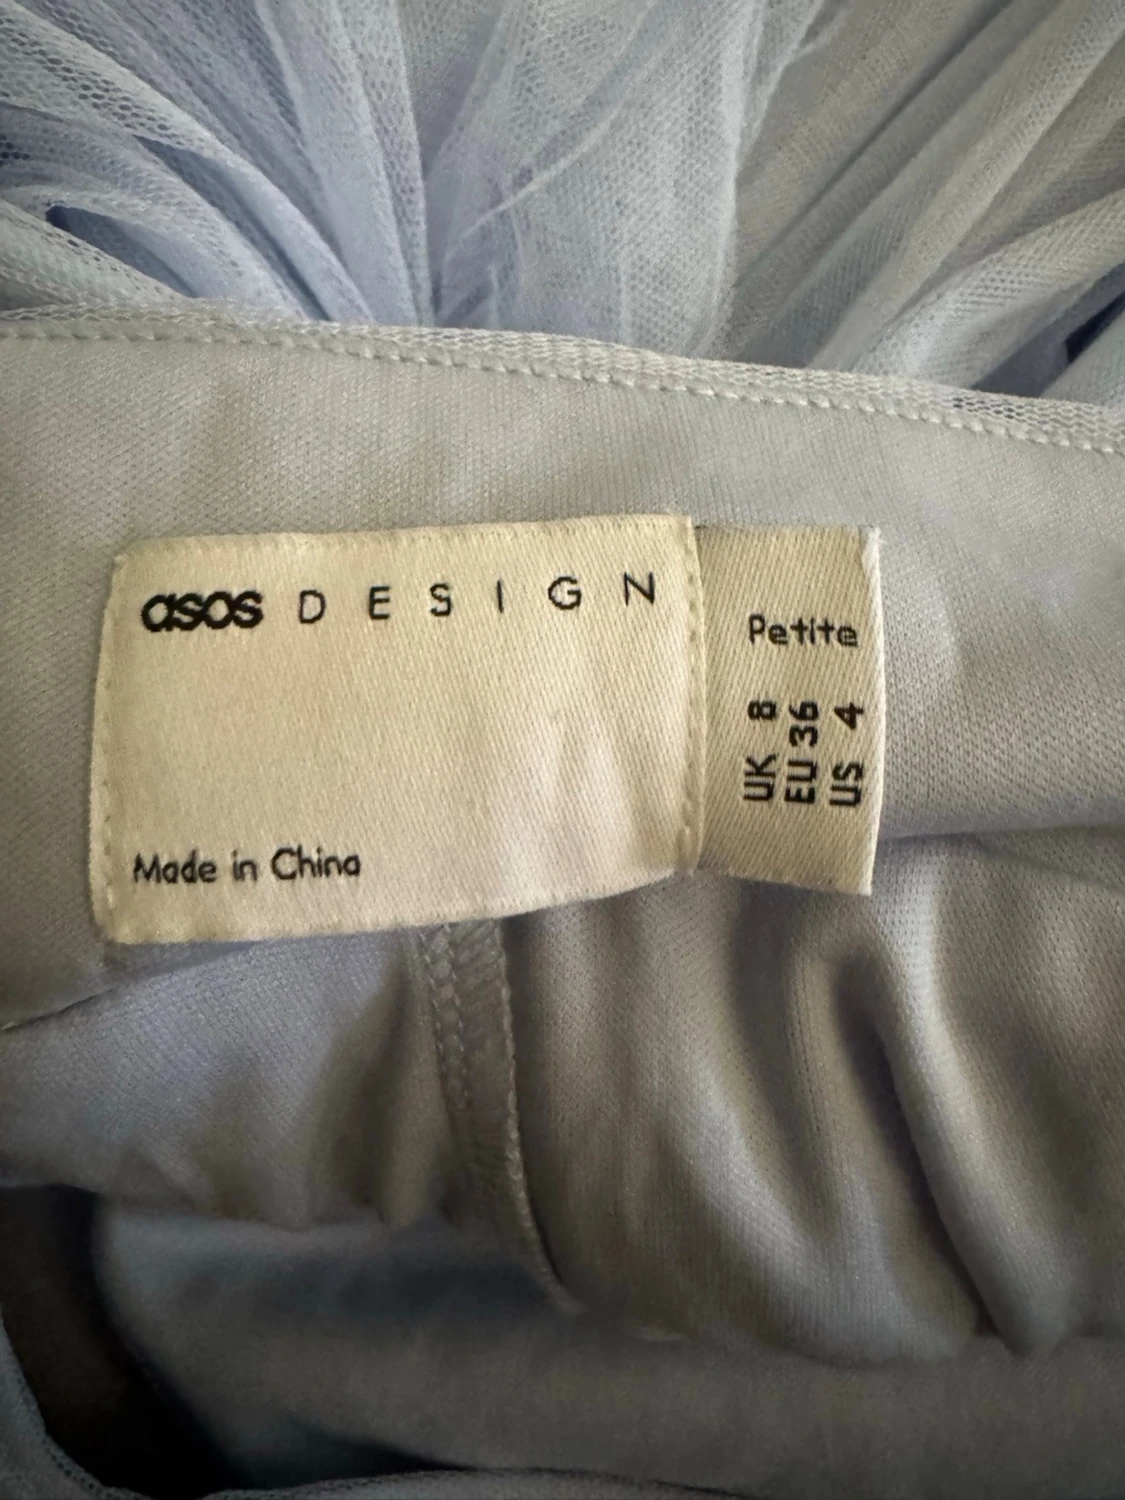 asos DESIGN
Made in China
Petite
UK 8
EU 36
US 4